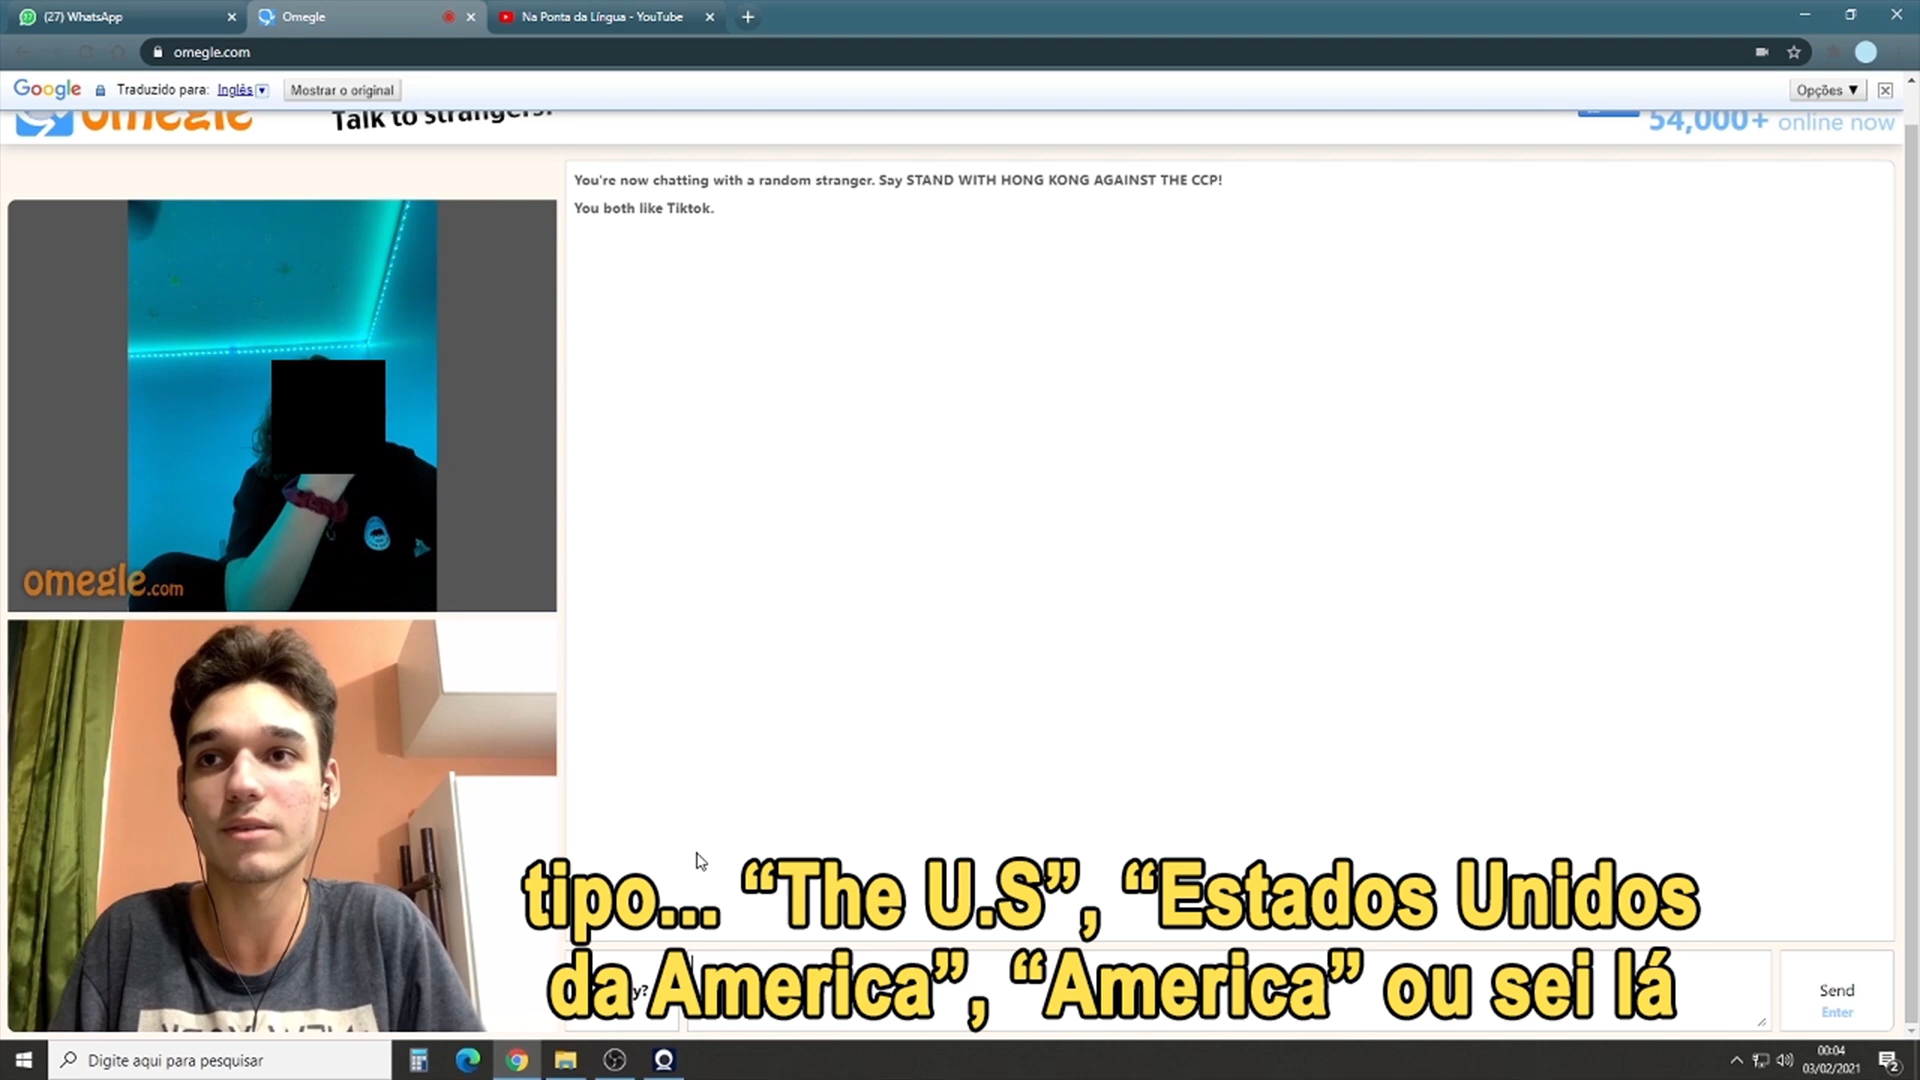 (27) WhatsApp
Omegle
Na Ponta da Língua - YouTube
omegle.com
Google Traduzido para: Inglês Mostrar o original
Opções
omegle
Talk to strangers!
54,000+ online now
You're now chatting with a random stranger. Say STAND WITH HONG KONG AGAINST THE CCP!
You both like Tiktok.
omegle.com
tipo... “The U.S”, “Estados Unidos
da America”, “America” ou sei lá
y?
Send
Enter
Digite aqui para pesquisar
00:04
03/02/2021
2